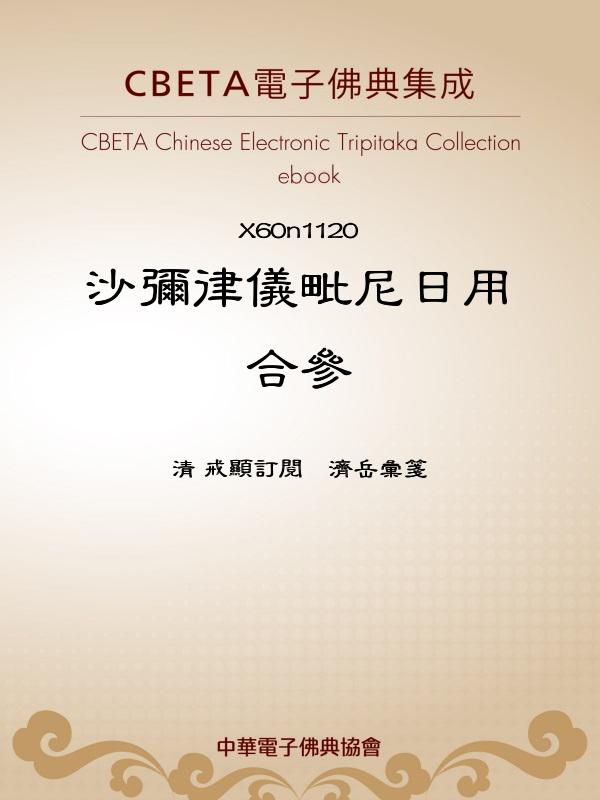 CBETA電子佛典集成
CBETA Chinese Electronic Tripitaka Collection
ebook
X60n1120
沙彌律儀毗尼日用
合參
清 戒顯訂閱　濟岳彙箋
中華電子佛典協會